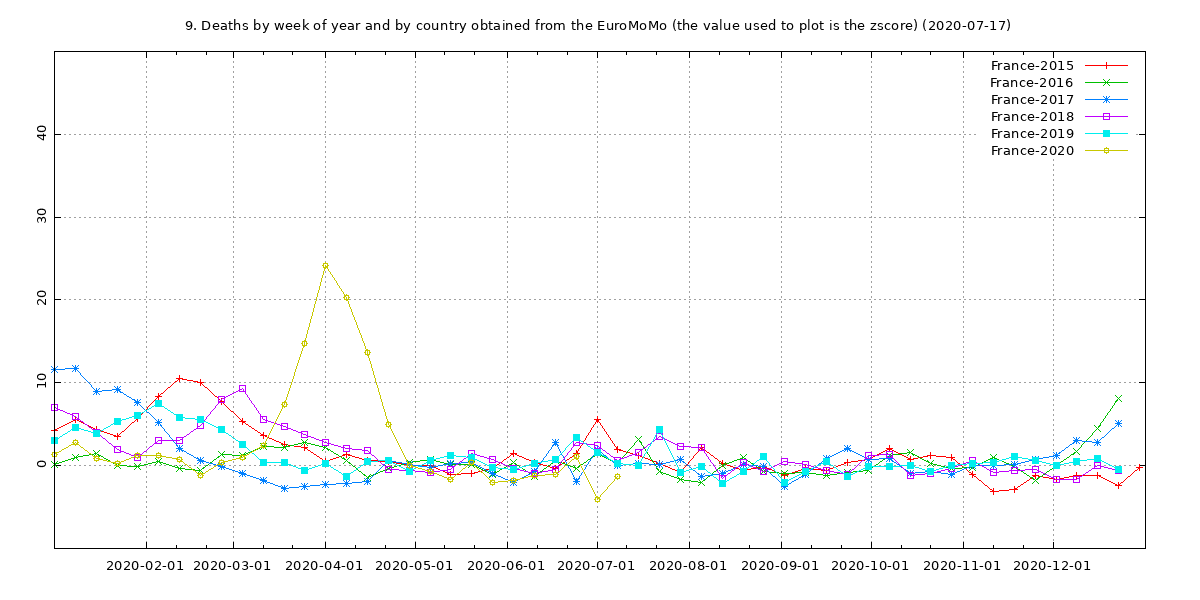 9. Deaths by week of year and by country obtained from the EuroMoMo (the value used to plot is the zscore) (2020-07-17)
France-2015
France-2016
France-2017
France-2018
France-2019
France-2020
40
30
20
10
0
2020-02-01 2020-03-01 2020-04-01 2020-05-01 2020-06-01 2020-07-01 2020-08-01 2020-09-01 2020-10-01 2020-11-01 2020-12-01